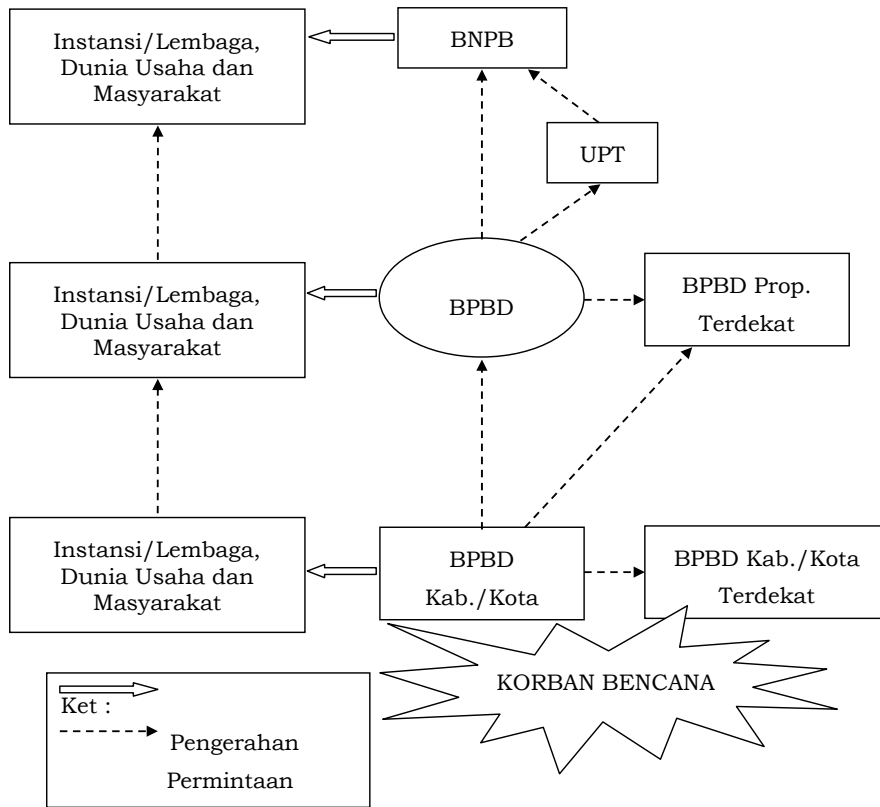 Instansi/Lembaga,
Dunia Usaha dan
Masyarakat
BNPB
UPT
Instansi/Lembaga,
Dunia Usaha dan
Masyarakat
BPBD
BPBD Prop.
Terdekat
Instansi/Lembaga,
Dunia Usaha dan
Masyarakat
BPBD
Kab./Kota
BPBD Kab./Kota
Terdekat
KORBAN BENCANA
Ket :
Pengerahan
Permintaan